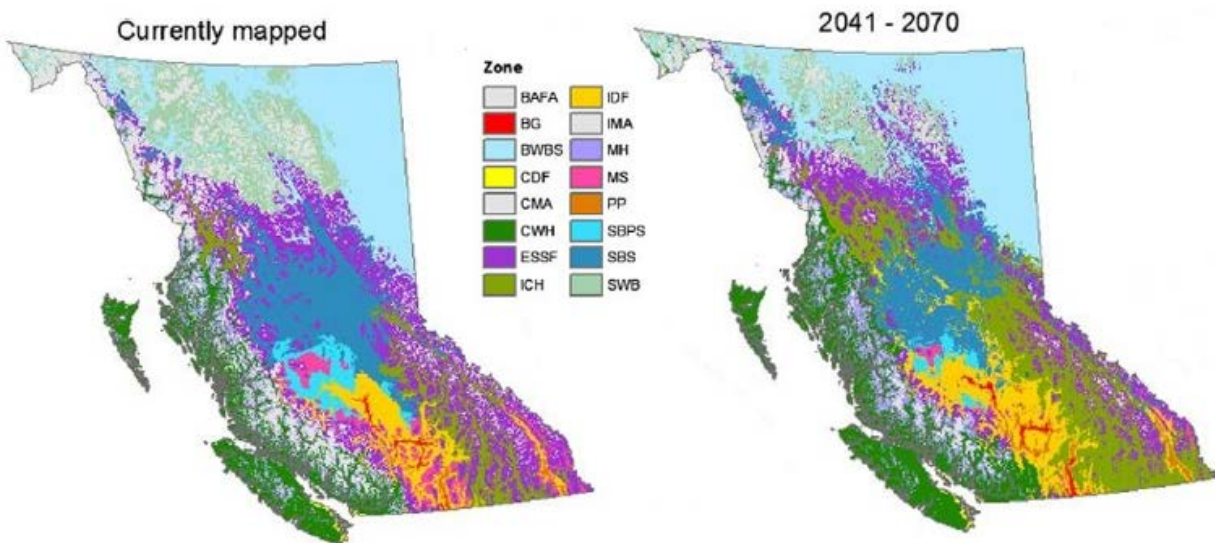 Currently mapped
2041 - 2070
Zone
BAFA IDF
BG IMA
BWBS MH
CDF MS
CMA PP
CWH SBPS
ESSF SBS
ICH SWB